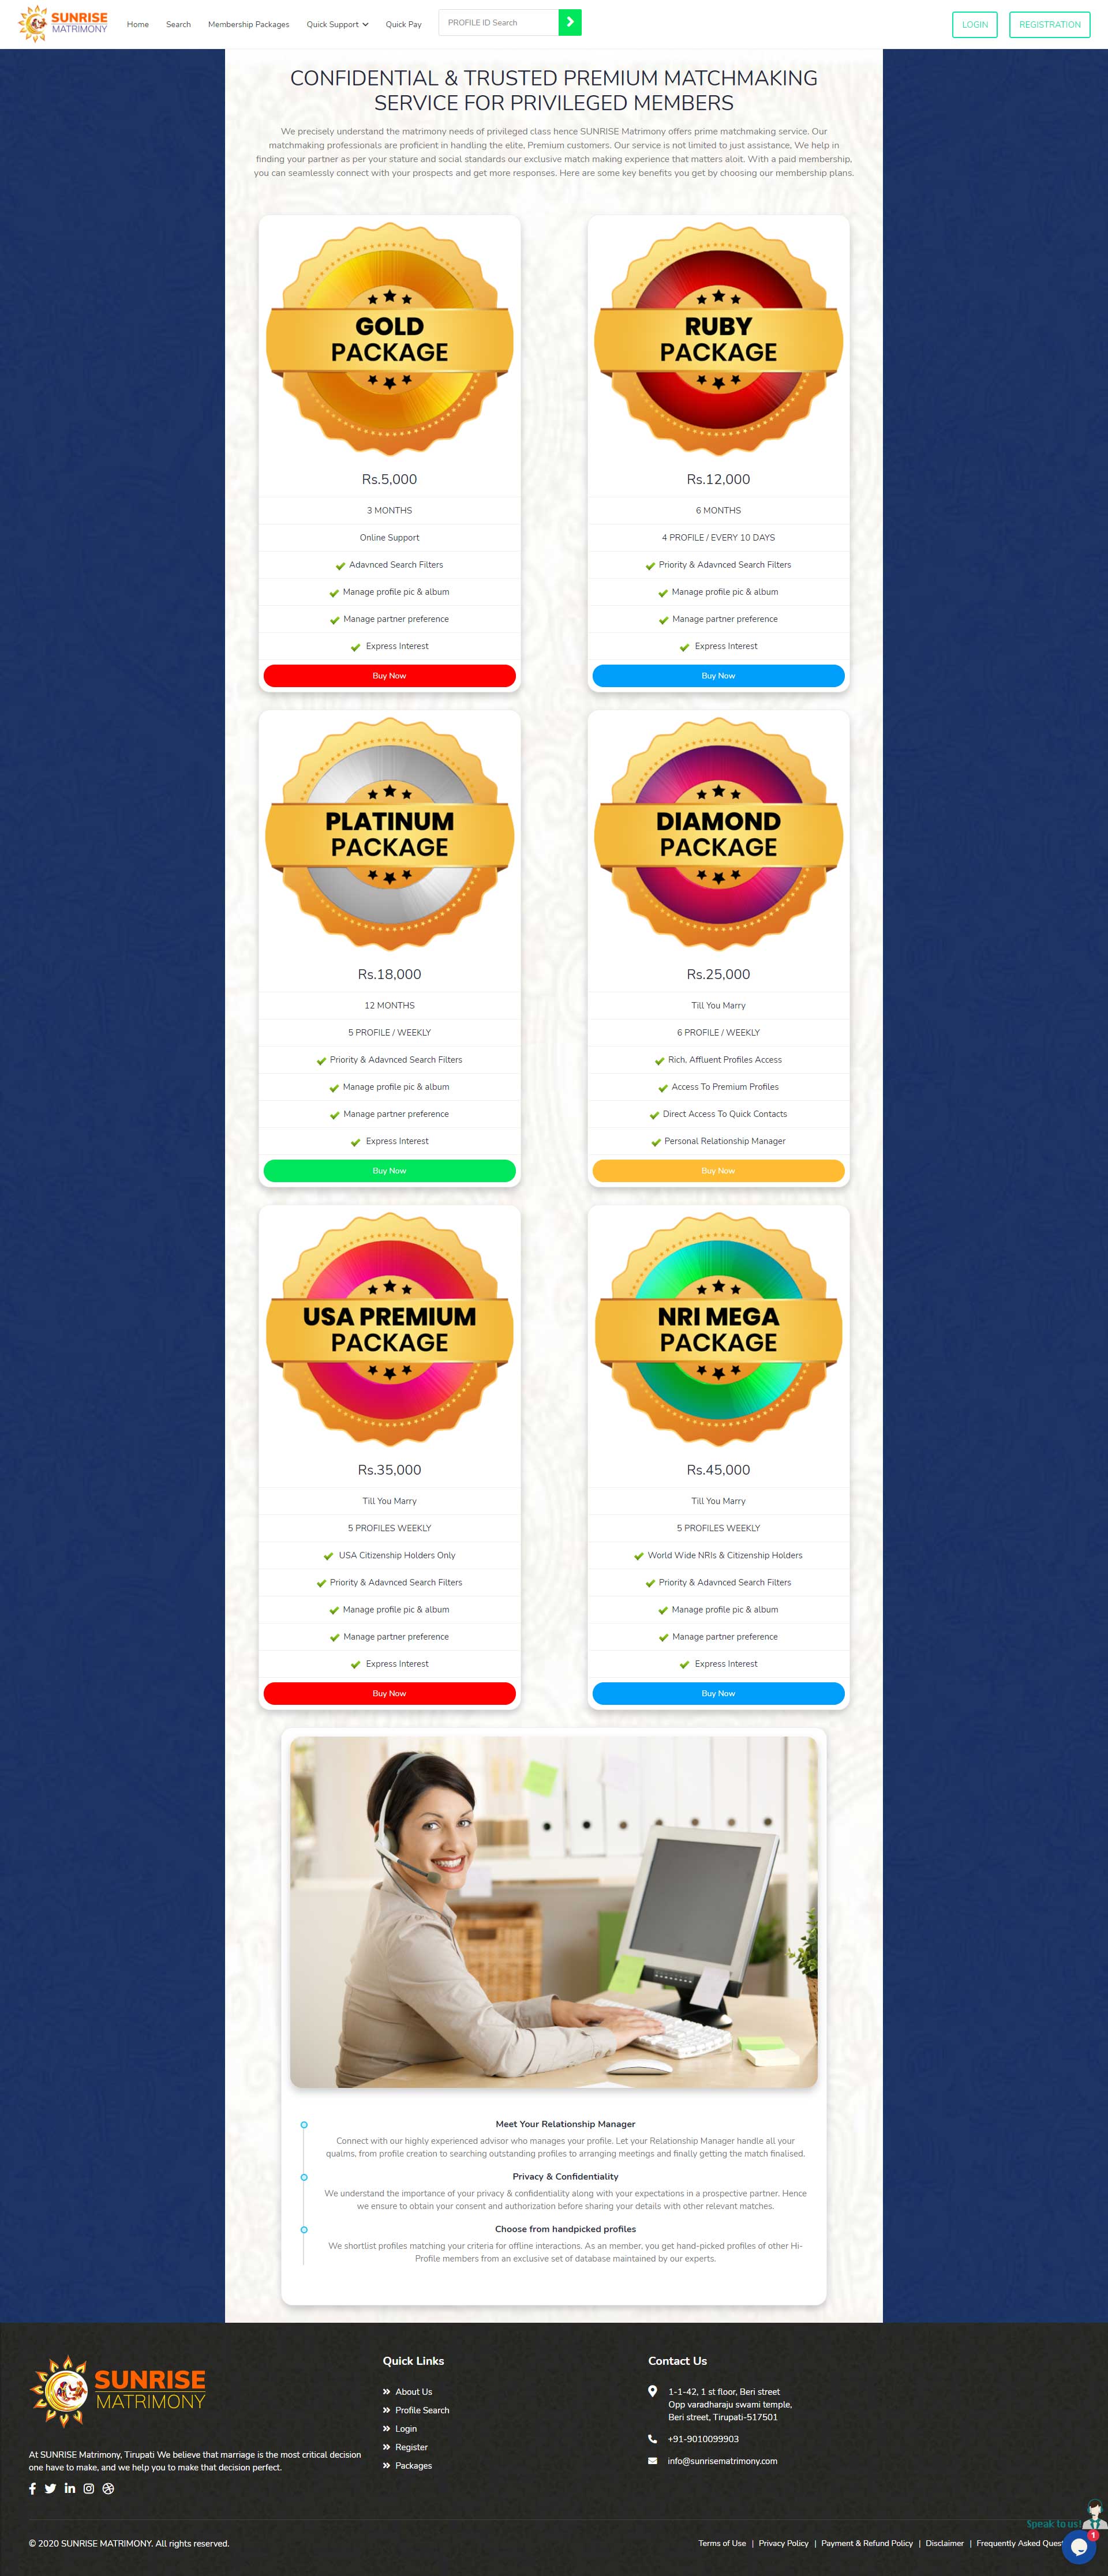 SUNRISE
MATRIMONY
Home
Search
Membership Packages
Quick Support
Quick Pay
PROFILE ID Search
LOGIN
REGISTRATION
CONFIDENTIAL & TRUSTED PREMIUM MATCHMAKING
SERVICE FOR PRIVILEGED MEMBERS
We precisely understand the matrimony needs of privileged class hence SUNRISE Matrimony offers prime matchmaking service. Our
matchmaking professionals are proficient in handling the elite, Premium customers. Our service is not limited to just assistance, We help in
finding your partner as per your stature and social standards our exclusive match making experience that matters aloit. With a paid membership,
you can seamlessly connect with your prospects and get more responses. Here are some key benefits you get by choosing our membership plans.
GOLD
PACKAGE
Rs.5,000
3 MONTHS
Online Support
Adavnced Search Filters
Manage profile pic & album
Manage partner preference
Express Interest
Buy Now
RUBY
PACKAGE
Rs.12,000
6 MONTHS
4 PROFILE / EVERY 10 DAYS
Priority & Adavnced Search Filters
Manage profile pic & album
Manage partner preference
Express Interest
Buy Now
PLATINUM
PACKAGE
Rs.18,000
12 MONTHS
5 PROFILE / WEEKLY
Priority & Adavnced Search Filters
Manage profile pic & album
Manage partner preference
Express Interest
Buy Now
DIAMOND
PACKAGE
Rs.25,000
Till You Marry
6 PROFILE / WEEKLY
Rich, Affluent Profiles Access
Access To Premium Profiles
Direct Access To Quick Contacts
Personal Relationship Manager
Buy Now
USA PREMIUM
PACKAGE
Rs.35,000
Till You Marry
5 PROFILES WEEKLY
USA Citizenship Holders Only
Priority & Adavnced Search Filters
Manage profile pic & album
Manage partner preference
Express Interest
Buy Now
NRI MEGA
PACKAGE
Rs.45,000
Till You Marry
5 PROFILES WEEKLY
World Wide NRIs & Citizenship Holders
Priority & Adavnced Search Filters
Manage profile pic & album
Manage partner preference
Express Interest
Buy Now
Meet Your Relationship Manager
Connect with our highly experienced advisor who manages your profile. Let your Relationship Manager handle all your
qualms, from profile creation to searching outstanding profiles to arranging meetings and finally getting the match finalised.
Privacy & Confidentiality
We understand the importance of your privacy & confidentiality along with your expectations in a prospective partner. Hence
we ensure to obtain your consent and authorization before sharing your details with other relevant matches.
Choose from handpicked profiles
We shortlist profiles matching your criteria for offline interactions. As an member, you get hand-picked profiles of other Hi-
Profile members from an exclusive set of database maintained by our experts.
SUNRISE
MATRIMONY
At SUNRISE Matrimony, Tirupati We believe that marriage is the most critical decision
one have to make, and we help you to make that decision perfect.
Quick Links
About Us
Profile Search
Login
Register
Packages
Contact Us
1-1-42, 1 st floor, Beri street
Opp varadharaju swami temple,
Beri street, Tirupati-517501
+91-9010099903
info@sunrisematrimony.com
Speak to us!
1
© 2020 SUNRISE MATRIMONY. All rights reserved.
Terms of Use | Privacy Policy | Payment & Refund Policy | Disclaimer | Frequently Asked Quest